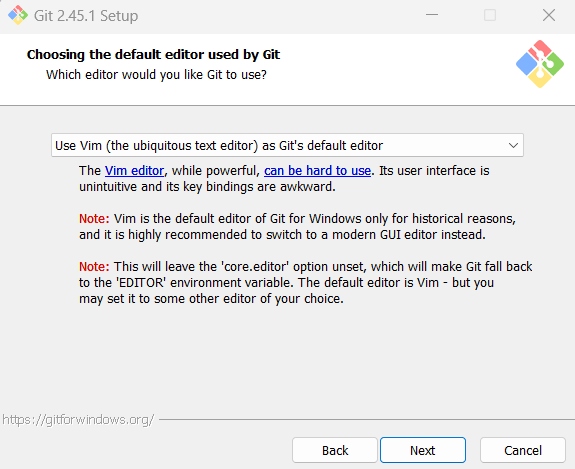 Git 2.45.1 Setup
Choosing the default editor used by Git
Which editor would you like Git to use?
Use Vim (the ubiquitous text editor) as Git's default editor
The Vim editor, while powerful, can be hard to use. Its user interface is
unintuitive and its key bindings are awkward.
Note: Vim is the default editor of Git for Windows only for historical reasons,
and it is highly recommended to switch to a modern GUI editor instead.
Note: This will leave the 'core.editor' option unset, which will make Git fall back
to the 'EDITOR' environment variable. The default editor is Vim - but you
may set it to some other editor of your choice.
https://gitforwindows.org/
Back Next Cancel